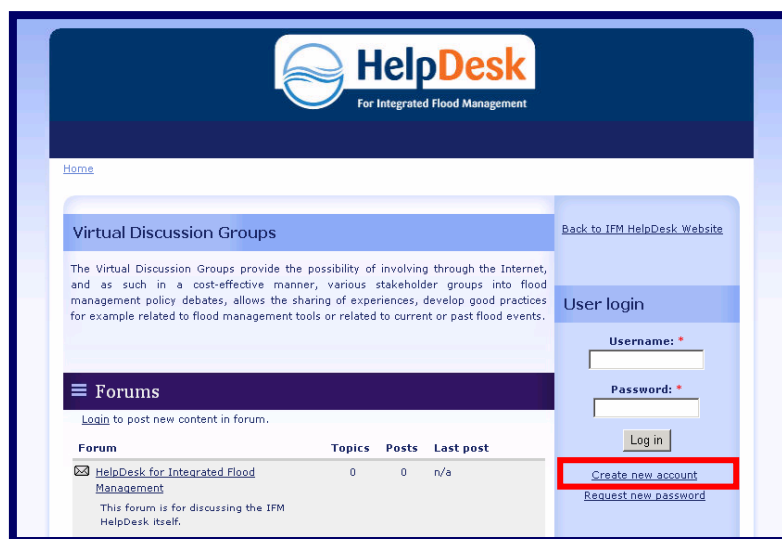 HelpDesk
For Integrated Flood Management
Home
Virtual Discussion Groups
The Virtual Discussion Groups provide the possibility of involving through the Internet,
and as such in a cost-effective manner, various stakeholder groups into flood
management policy debates, allows the sharing of experiences, develop good practices
for example related to flood management tools or related to current or past flood events.
Forums
Login to post new content in forum.
Forum Topics Posts Last post
HelpDesk for Integrated Flood 0 0 n/a
Management
This forum is for discussing the IFM
HelpDesk itself.
Back to IFM HelpDesk Website
User login
Username: *
Password: *
Log in
Create new account
Request new password